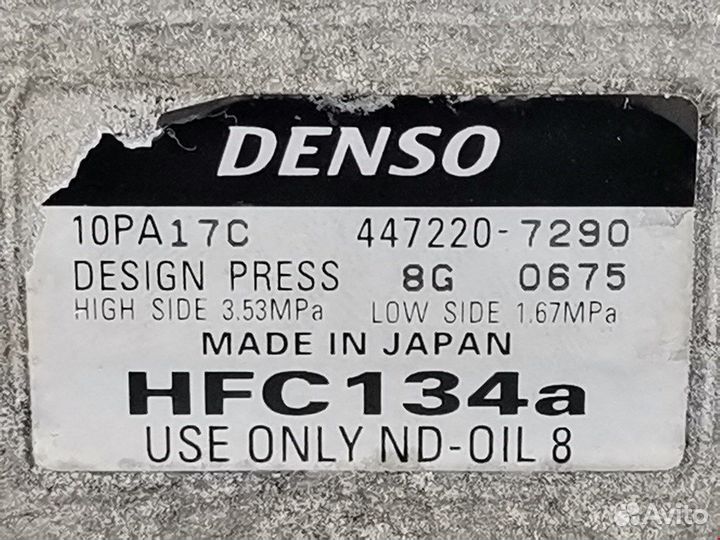 DENSO
10PA17C 447220-7290
DESIGN PRESS 8G 0675
HIGH SIDE 3.53MPa LOW SIDE 1.67MPa
MADE IN JAPAN
HFC134a
USE ONLY ND-OIL 8
Avito